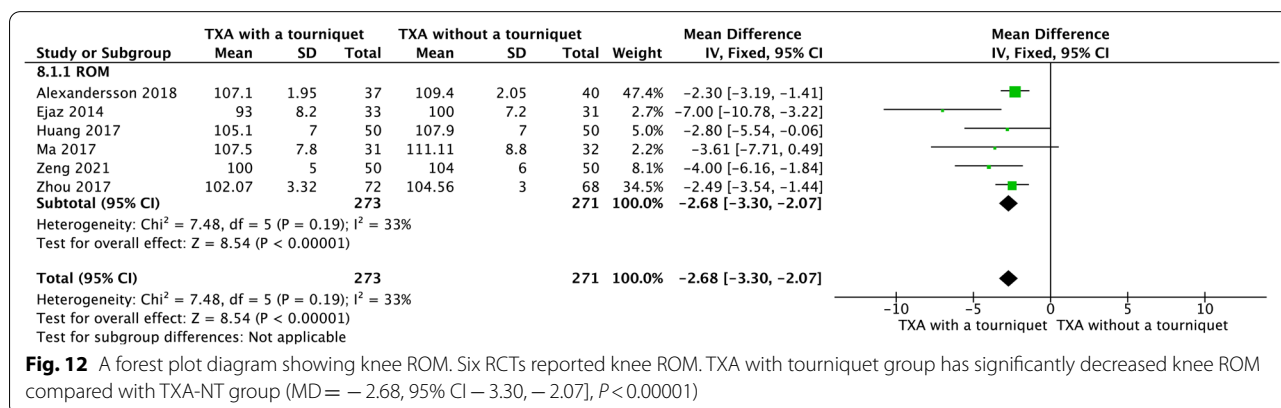 TXA with a tourniquet TXA without a tourniquet Mean Difference Mean Difference
Study or Subgroup Mean SD Total Mean SD Total Weight IV, Fixed, 95% CI IV, Fixed, 95% CI
8.1.1 ROM
Alexandersson 2018 107.1 1.95 37 109.4 2.05 40 47.4% −2.30 [−3.19, −1.41]
Ejaz 2014 93 8.2 33 100 7.2 31 2.7% −7.00 [−10.78, −3.22]
Huang 2017 105.1 7 50 107.9 7 50 5.0% −2.80 [−5.54, −0.06]
Ma 2017 107.5 7.8 31 111.11 8.8 32 2.2% −3.61 [−7.71, 0.49]
Zeng 2021 100 5 50 104 6 50 8.1% −4.00 [−6.16, −1.84]
Zhou 2017 102.07 3.32 72 104.56 3 68 34.5% −2.49 [−3.54, −1.44]
Subtotal (95% CI) 273 271 100.0% −2.68 [−3.30, −2.07]
Heterogeneity: Chi² = 7.48, df = 5 (P = 0.19); I² = 33%
Test for overall effect: Z = 8.54 (P < 0.00001)
Total (95% CI) 273 271 100.0% −2.68 [−3.30, −2.07]
Heterogeneity: Chi² = 7.48, df = 5 (P = 0.19); I² = 33%
Test for overall effect: Z = 8.54 (P < 0.00001)
Test for subgroup differences: Not applicable
−10 −5 0 5 10
TXA with a tourniquet TXA without a tourniquet
Fig. 12 A forest plot diagram showing knee ROM. Six RCTs reported knee ROM. TXA with tourniquet group has significantly decreased knee ROM
compared with TXA-NT group (MD = − 2.68, 95% CI − 3.30, − 2.07], P < 0.00001)